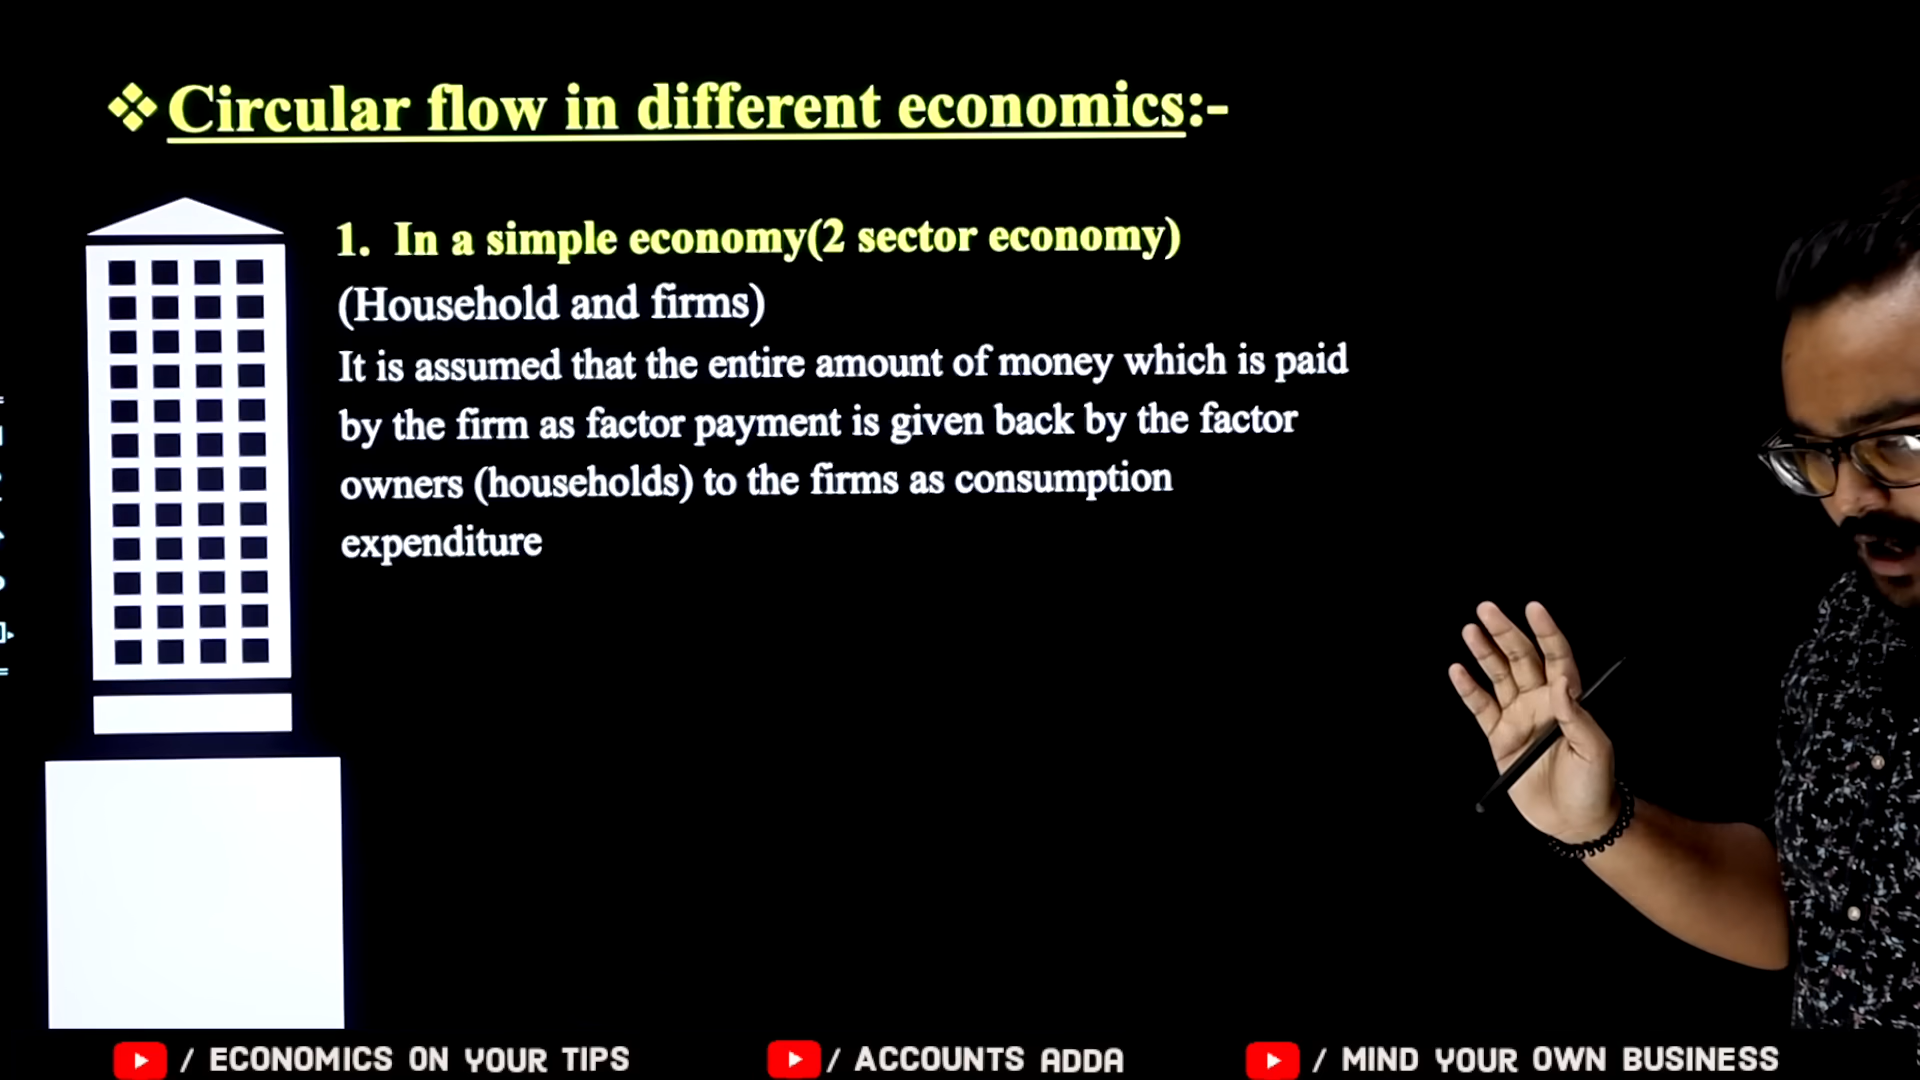 ❖Circular flow in different economics:-
1. In a simple economy(2 sector economy)
(Household and firms)
It is assumed that the entire amount of money which is paid
by the firm as factor payment is given back by the factor
owners (households) to the firms as consumption
expenditure
/ ECONOMICS ON YOUR TIPS
/ ACCOUNTS ADDA
/ MIND YOUR OWN BUSINESS